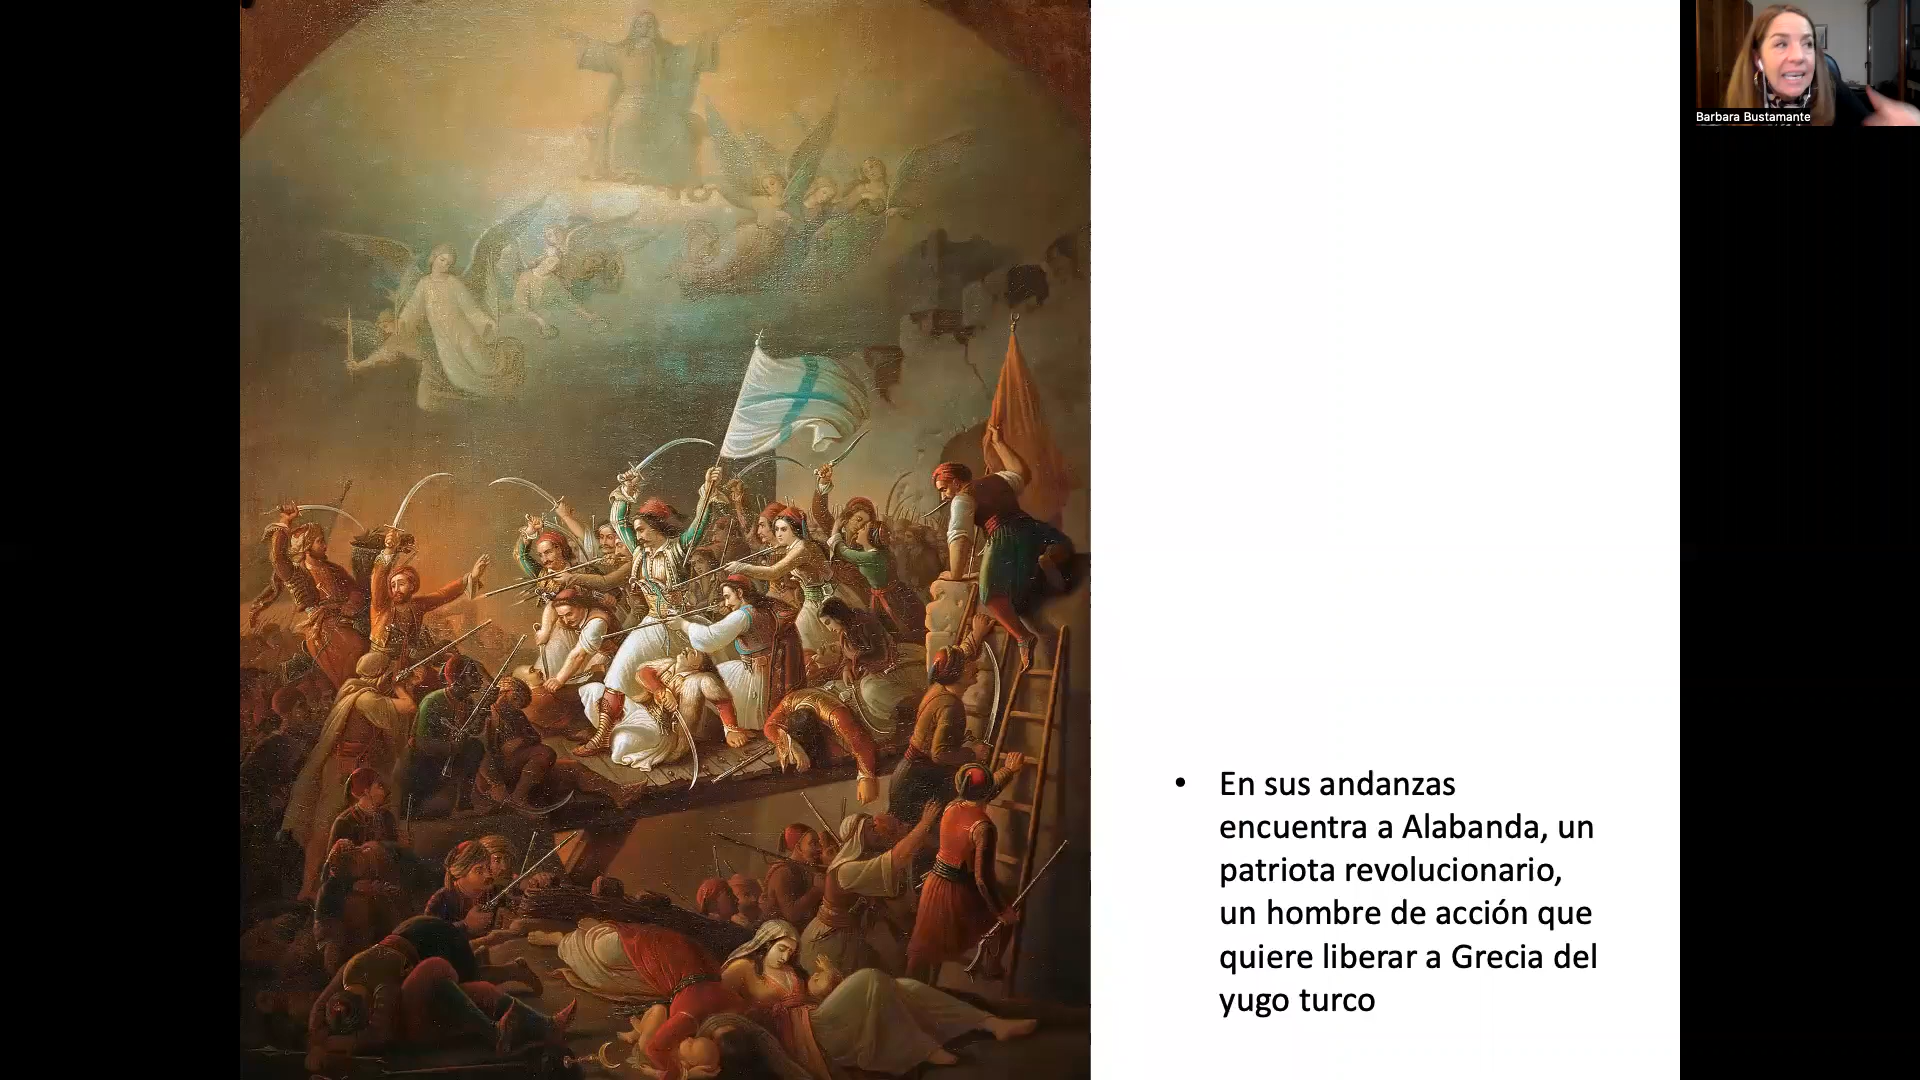 Barbara Bustamante
• En sus andanzas
encuentra a Alabanda, un
patriota revolucionario,
un hombre de acción que
quiere liberar a Grecia del
yugo turco